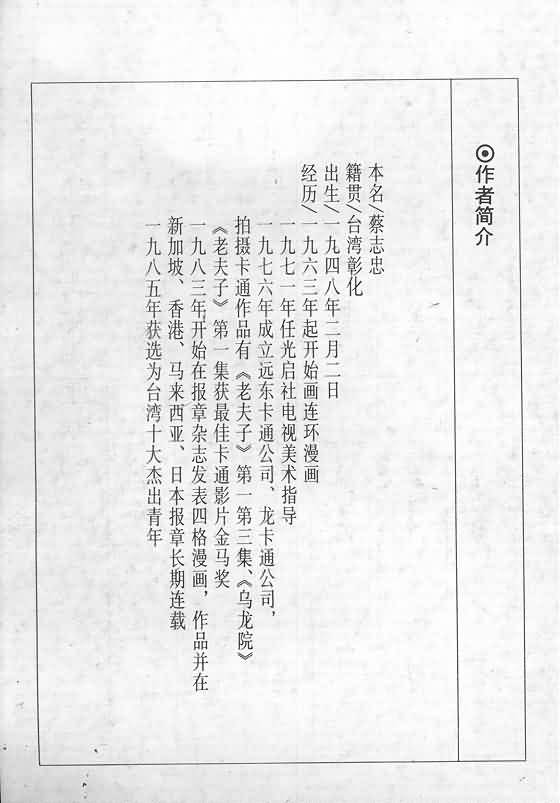 ⊙作者简介
本名/蔡志忠
籍贯/台湾彰化
出生/一九四八年二月二日
经历/一九六三年起开始画连环漫画
一九七一年任光启社电视美术指导
一九七六年成立远东卡通公司、龙卡通公司，
拍摄卡通作品有《老夫子》第一第三集、《乌龙院》
《老夫子》第一集获最佳卡通影片金马奖
一九八三年开始在报章杂志发表四格漫画，作品并在
新加坡、香港、马来西亚、日本报章长期连载
一九八五年获选为台湾十大杰出青年